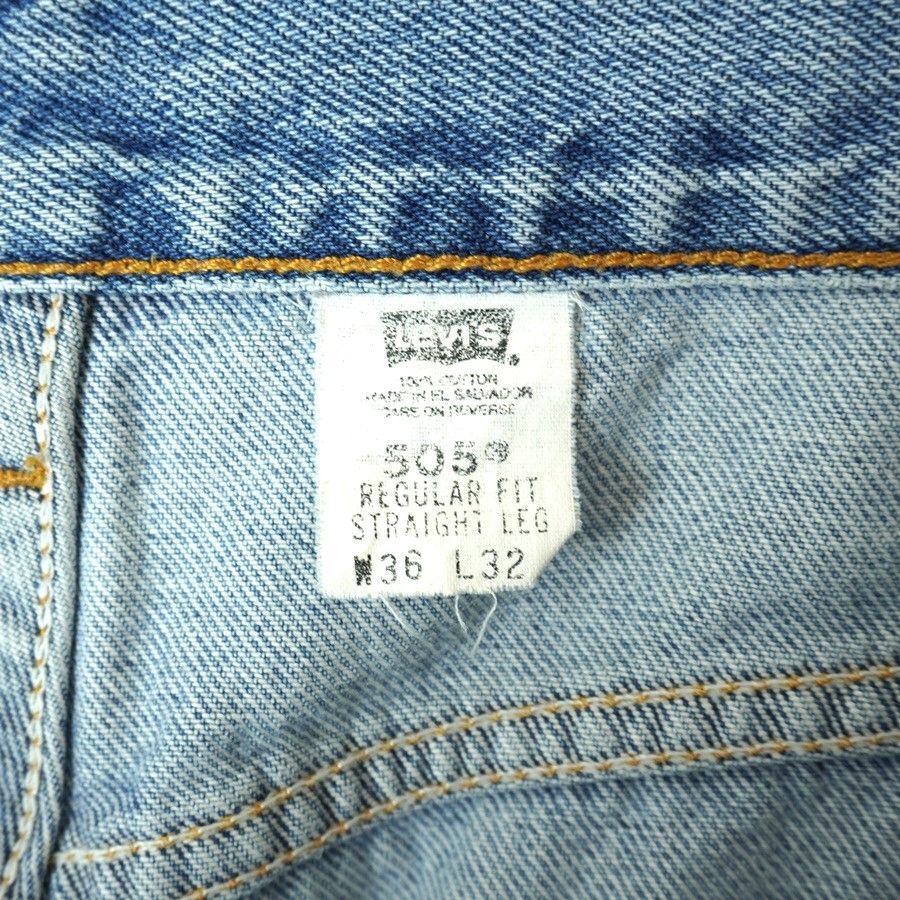 LEVI'S ®
100% COTTON
MADE IN EL SALVADOR
CARE ON REVERSE
505®
REGULAR FIT
STRAIGHT LEG
W36 L32